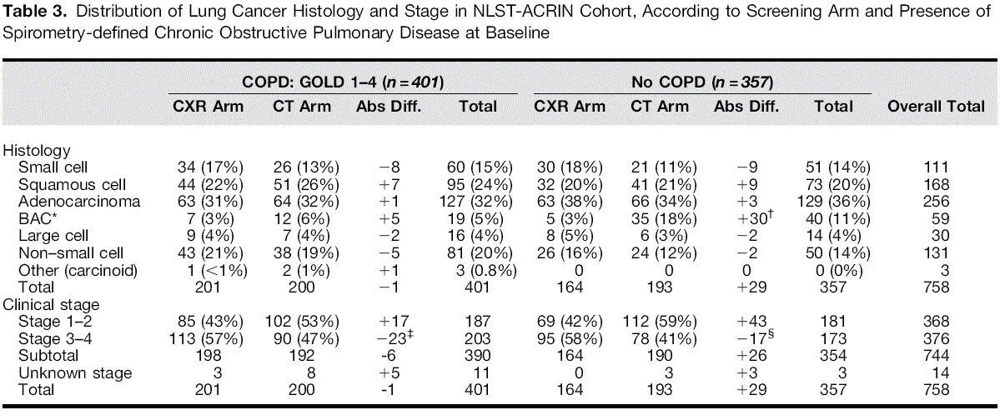 Table 3. Distribution of Lung Cancer Histology and Stage in NLST-ACRIN Cohort, According to Screening Arm and Presence of
Spirometry-defined Chronic Obstructive Pulmonary Disease at Baseline
COPD: GOLD 1–4 (n = 401) No COPD (n = 357)
CXR Arm CT Arm Abs Diff. Total CXR Arm CT Arm Abs Diff. Total Overall Total
Histology
Small cell 34 (17%) 26 (13%) −8 60 (15%) 30 (18%) 21 (11%) −9 51 (14%) 111
Squamous cell 44 (22%) 51 (26%) +7 95 (24%) 32 (20%) 41 (21%) +9 73 (20%) 168
Adenocarcinoma 63 (31%) 64 (32%) +1 127 (32%) 63 (38%) 66 (34%) +3 129 (36%) 256
BAC* 7 (3%) 12 (6%) +5 19 (5%) 5 (3%) 35 (18%) +30† 40 (11%) 59
Large cell 9 (4%) 7 (4%) −2 16 (4%) 8 (5%) 6 (3%) −2 14 (4%) 30
Non–small cell 43 (21%) 38 (19%) −5 81 (20%) 26 (16%) 24 (12%) −2 50 (14%) 131
Other (carcinoid) 1 (<1%) 2 (1%) +1 3 (0.8%) 0 0 0 0 (0%) 3
Total 201 200 −1 401 164 193 +29 357 758
Clinical stage
Stage 1–2 85 (43%) 102 (53%) +17 187 69 (42%) 112 (59%) +43 181 368
Stage 3–4 113 (57%) 90 (47%) −23‡ 203 95 (58%) 78 (41%) −17§ 173 376
Subtotal 198 192 -6 390 164 190 +26 354 744
Unknown stage 3 8 +5 11 0 3 +3 3 14
Total 201 200 -1 401 164 193 +29 357 758